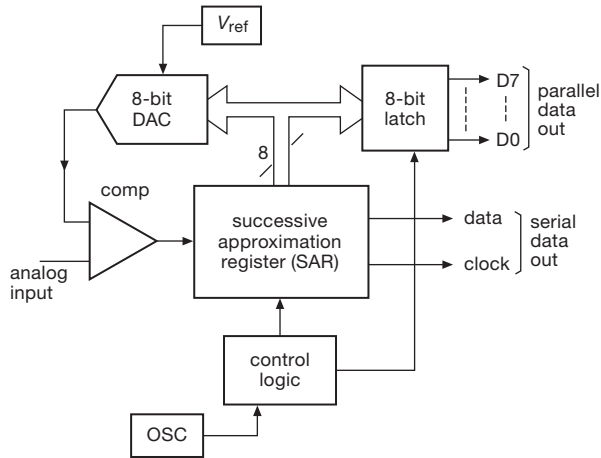 Vref
8-bit
DAC
8-bit
latch
D7
D0
parallel
data
out
8
comp
successive
approximation
register (SAR)
data
clock
serial
data
out
analog
input
control
logic
OSC